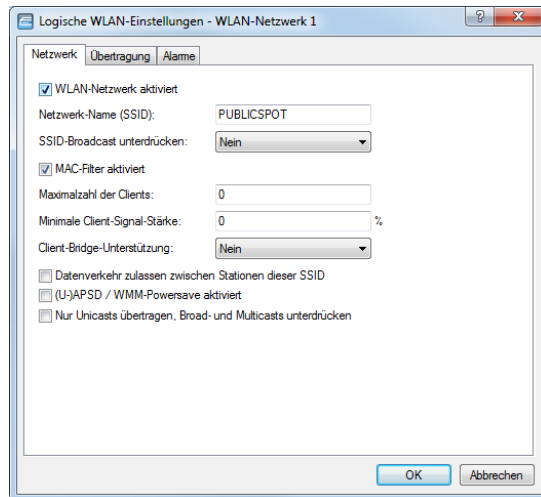 Logische WLAN-Einstellungen - WLAN-Netzwerk 1
Netzwerk Übertragung Alarme
WLAN-Netzwerk aktiviert
Netzwerk-Name (SSID): PUBLICSPOT
SSID-Broadcast unterdrücken: Nein
MAC-Filter aktiviert
Maximalzahl der Clients: 0
Minimale Client-Signal-Stärke: 0 %
Client-Bridge-Unterstützung: Nein
Datenverkehr zulassen zwischen Stationen dieser SSID
(U-)APSD / WMM-Powersave aktiviert
Nur Unicasts übertragen, Broad- und Multicasts unterdrücken
OK Abbrechen